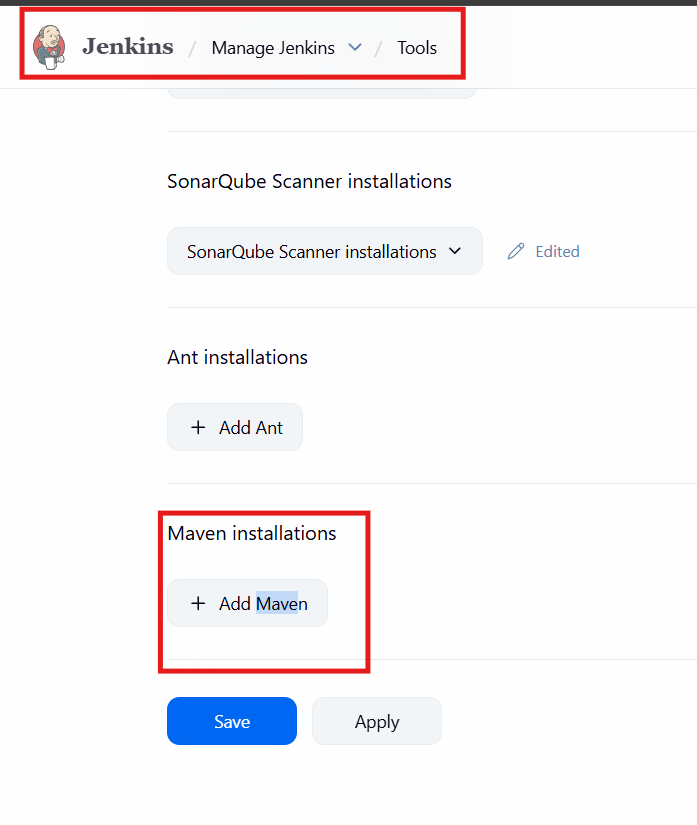 Jenkins / Manage Jenkins / Tools
SonarQube Scanner installations
SonarQube Scanner installations Edited
Ant installations
+ Add Ant
Maven installations
+ Add Maven
Save Apply